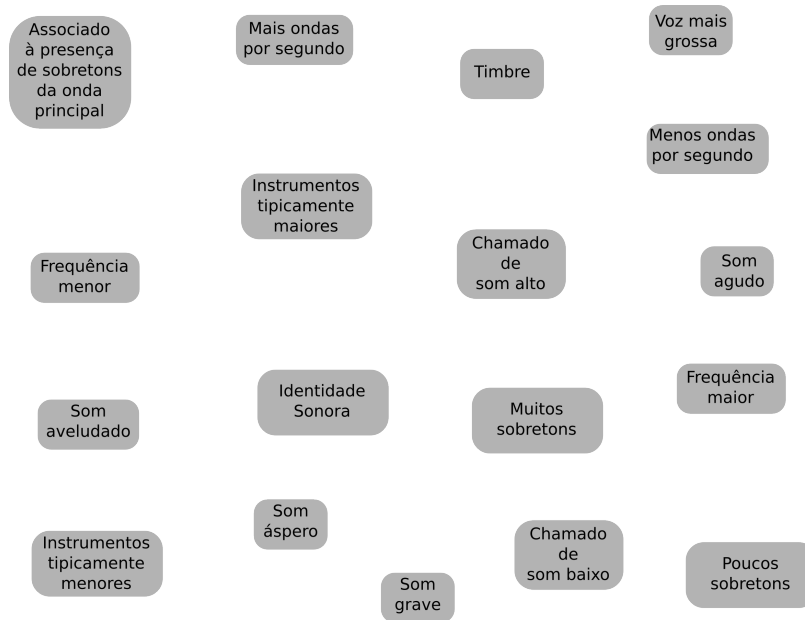 Associado
à presença
de sobretons
da onda
principal
Mais ondas
por segundo
Timbre
Voz mais
grossa
Menos ondas
por segundo
Instrumentos
tipicamente
maiores
Chamado
de
som alto
Frequência
menor
Som
agudo
Identidade
Sonora
Muitos
sobretons
Frequência
maior
Som
aveludado
Som
áspero
Instrumentos
tipicamente
menores
Chamado
de
som baixo
Poucos
sobretons
Som
grave